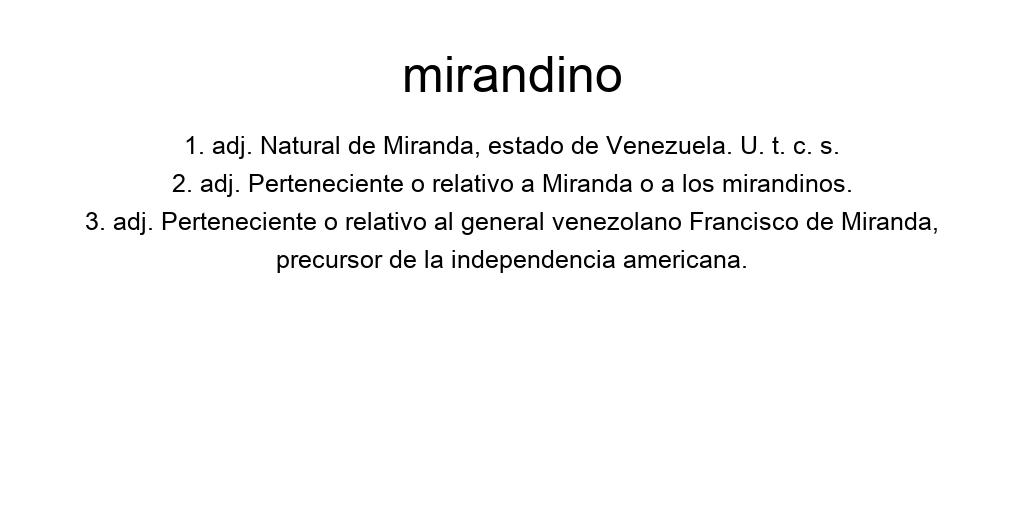 mirandino
1. adj. Natural de Miranda, estado de Venezuela. U. t. c. s.
2. adj. Perteneciente o relativo a Miranda o a los mirandinos.
3. adj. Perteneciente o relativo al general venezolano Francisco de Miranda,
precursor de la independencia americana.